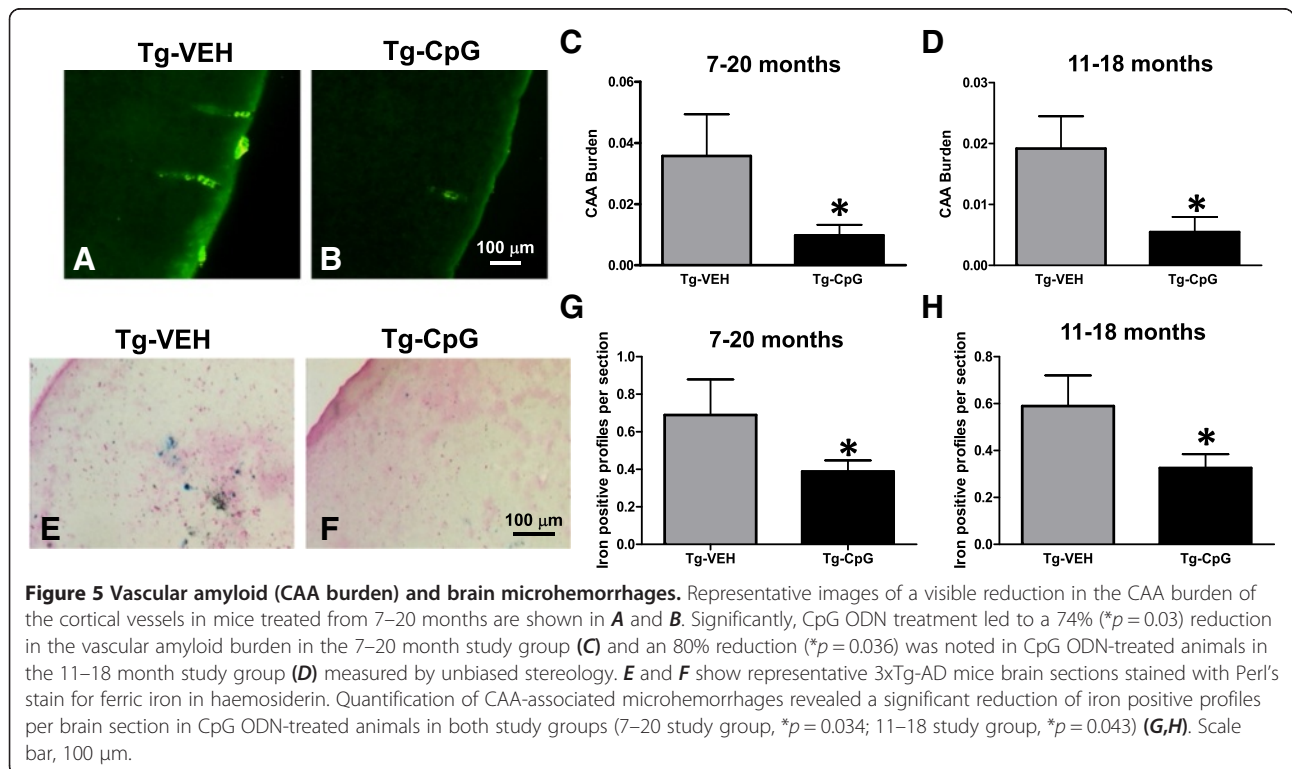 Tg-VEH
Tg-CpG
A
B
100 μm
C
7-20 months
CAA Burden
0.06
0.04
0.02
0.00
*
Tg-VEH
Tg-CpG
D
11-18 months
CAA Burden
0.03
0.02
0.01
0.00
*
Tg-VEH
Tg-CpG
Tg-VEH
Tg-CpG
E
F
100 μm
G
7-20 months
Iron positive profiles per section
1.0
0.8
0.6
0.4
0.2
0.0
*
Tg-VEH
Tg-CpG
H
11-18 months
Iron positive profiles per section
0.8
0.6
0.4
0.2
0.0
*
Tg-VEH
Tg-CpG
Figure 5 Vascular amyloid (CAA burden) and brain microhemorrhages. Representative images of a visible reduction in the CAA burden of
the cortical vessels in mice treated from 7–20 months are shown in A and B. Significantly, CpG ODN treatment led to a 74% (*p = 0.03) reduction
in the vascular amyloid burden in the 7–20 month study group (C) and an 80% reduction (*p = 0.036) was noted in CpG ODN-treated animals in
the 11–18 month study group (D) measured by unbiased stereology. E and F show representative 3xTg-AD mice brain sections stained with Perl's
stain for ferric iron in haemosiderin. Quantification of CAA-associated microhemorrhages revealed a significant reduction of iron positive profiles
per brain section in CpG ODN-treated animals in both study groups (7–20 study group, *p = 0.034; 11–18 study group, *p = 0.043) (G,H). Scale
bar, 100 μm.